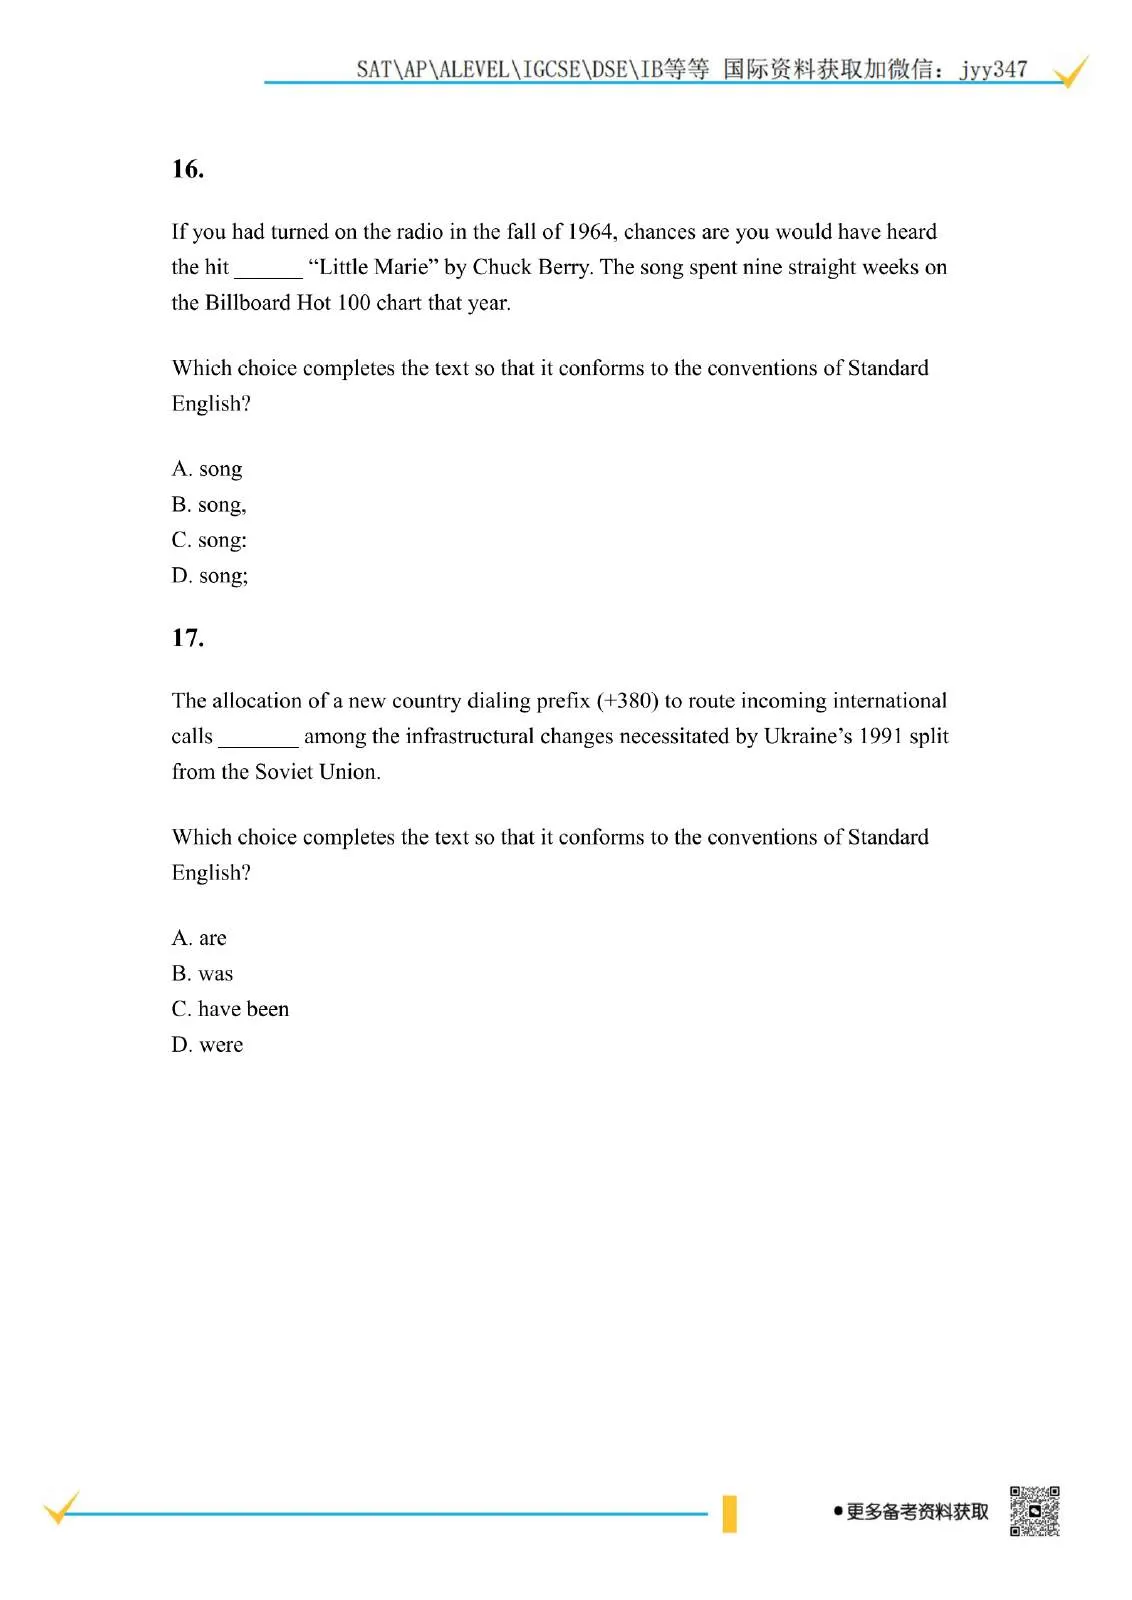 SAT\AP\ALEVEL\IGCSE\DSE\IB等等 国际资料获取加微信：jyy347
16.
If you had turned on the radio in the fall of 1964, chances are you would have heard
the hit ______ “Little Marie” by Chuck Berry. The song spent nine straight weeks on
the Billboard Hot 100 chart that year.
Which choice completes the text so that it conforms to the conventions of Standard
English?
A. song
B. song,
C. song:
D. song;
17.
The allocation of a new country dialing prefix (+380) to route incoming international
calls _______ among the infrastructural changes necessitated by Ukraine’s 1991 split
from the Soviet Union.
Which choice completes the text so that it conforms to the conventions of Standard
English?
A. are
B. was
C. have been
D. were
•更多备考资料获取